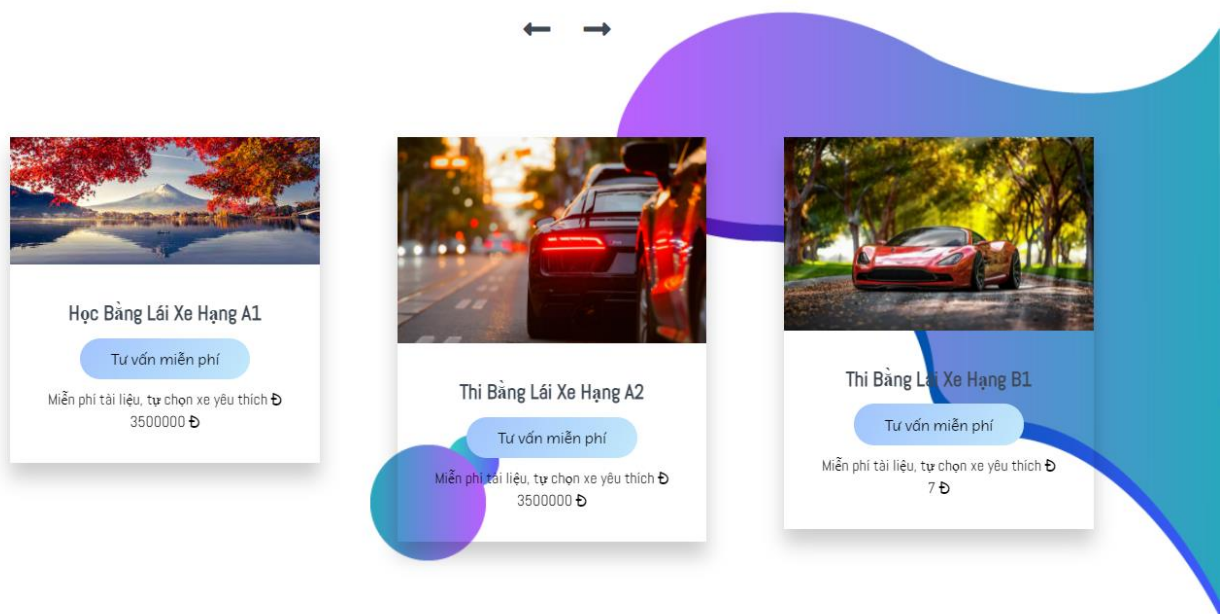 Học Bằng Lái Xe Hạng A1
Tư vấn miễn phí
Miễn phí tài liệu, tự chọn xe yêu thích Đ
3500000 Đ
Thi Bằng Lái Xe Hạng A2
Tư vấn miễn phí
Miễn phí tài liệu, tự chọn xe yêu thích Đ
3500000 Đ
Thi Bằng Lái Xe Hạng B1
Tư vấn miễn phí
Miễn phí tài liệu, tự chọn xe yêu thích Đ
7 Đ